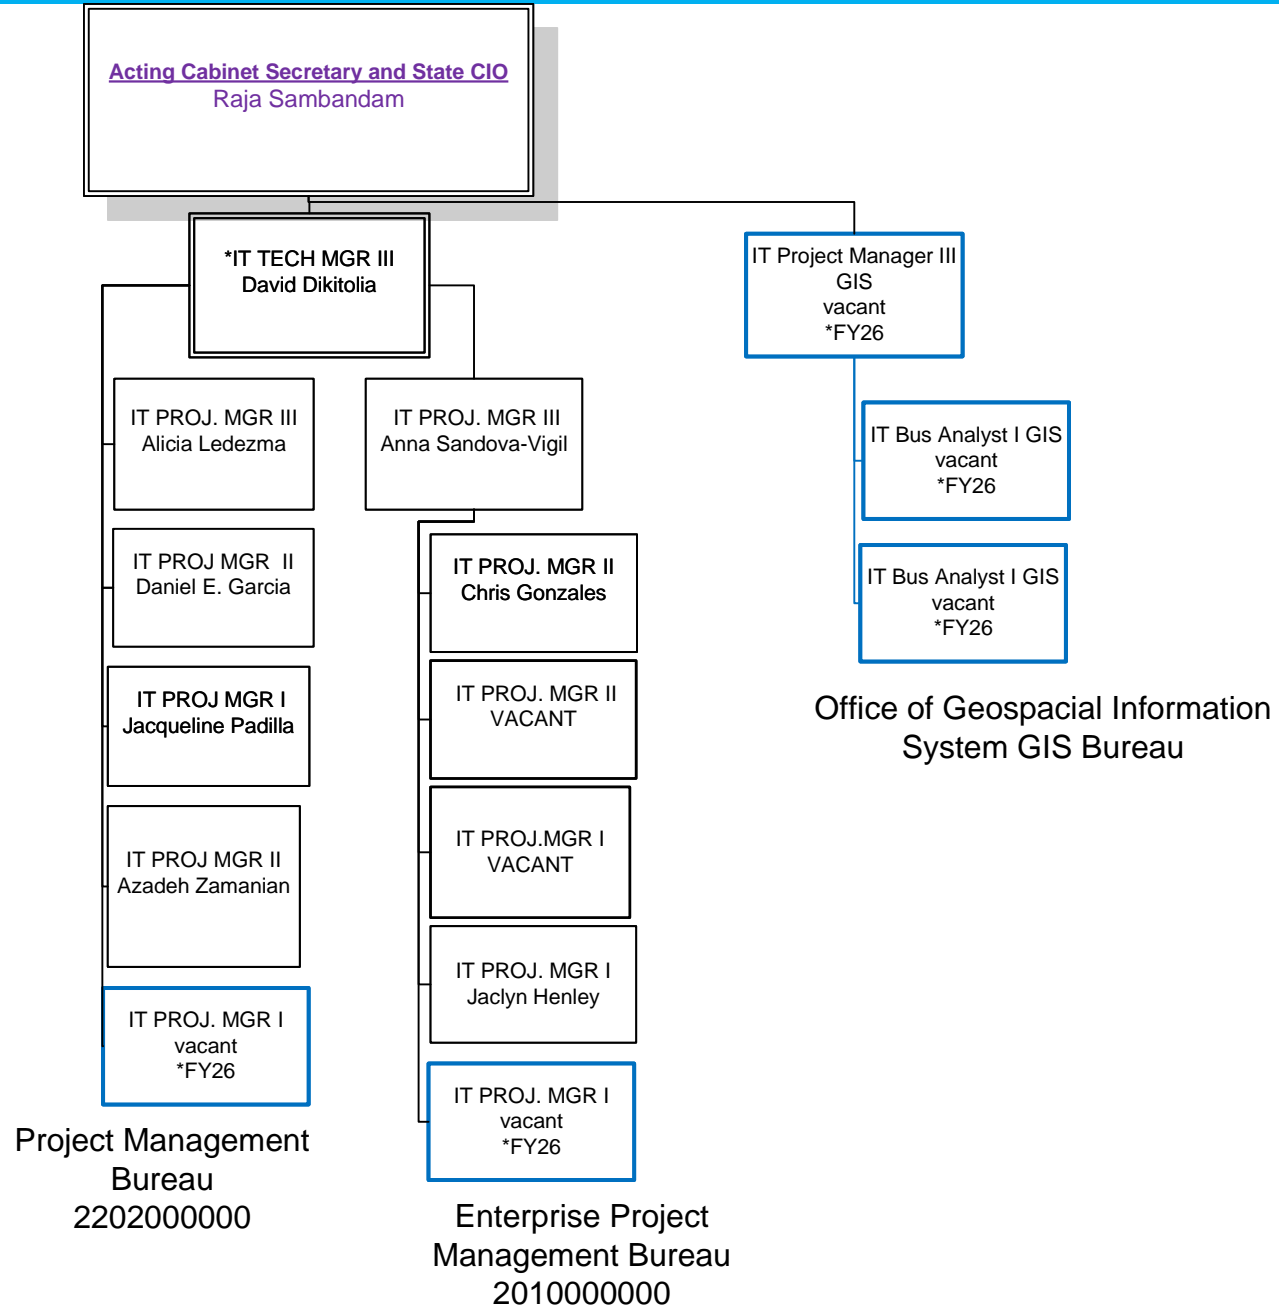 Acting Cabinet Secretary and State CIO
Raja Sambandam
*IT TECH MGR III
David Dikitolia
IT Project Manager III
GIS
vacant
*FY26
IT PROJ. MGR III
Alicia Ledezma
IT PROJ. MGR III
Anna Sandova-Vigil
IT Bus Analyst I GIS
vacant
*FY26
IT PROJ MGR  II
Daniel E. Garcia
IT PROJ. MGR II
Chris Gonzales
IT Bus Analyst I GIS
vacant
*FY26
IT PROJ MGR I
Jacqueline Padilla
IT PROJ. MGR II
VACANT
Office of Geospacial Information
System GIS Bureau
IT PROJ MGR II
Azadeh Zamanian
IT PROJ.MGR I
VACANT
IT PROJ. MGR I
Jaclyn Henley
IT PROJ. MGR I
vacant
*FY26
IT PROJ. MGR I
vacant
*FY26
Project Management
Bureau
2202000000
Enterprise Project
Management Bureau
2010000000